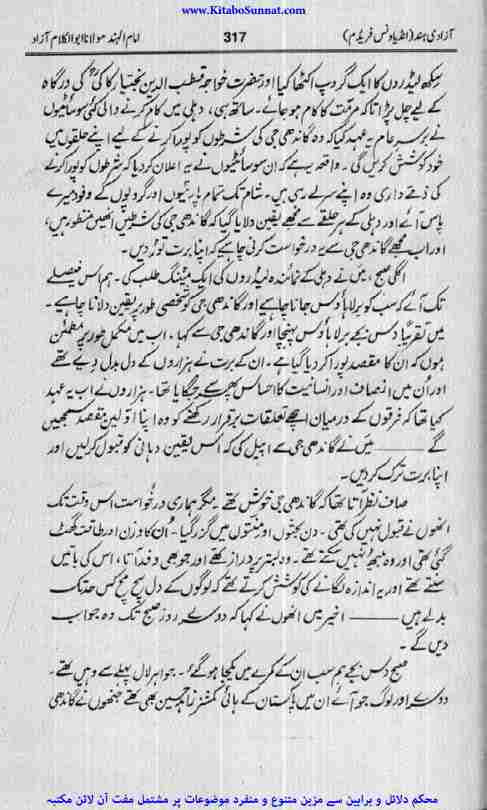 www.KitaboSunnat.com
آزادی ہند (انڈیا ونس فریڈم) 317 امام الہند مولانا ابوالکلام آزاد
سکھ لیڈروں کا ایک گروپ اکٹھا کیا اور حضرت خواجہ قطب الدین بختیار کاکیؒ کی درگاہ
کے لیے چل پڑا تاکہ مرمت کا کام ہو جائے۔ ساتھ ہی، دہلی میں کام کرنے والی کئی سوسائٹیوں
نے برسرِ عام یہ عہد کیا کہ وہ گاندھی جی کی شرطوں کو پورا کرنے کے لیے اپنے حلقوں میں
خود کوشش کریں گی۔ واقعہ یہ ہے کہ ان سوسائٹیوں نے یہ اعلان کر دیا کہ شرطوں کو پورا کرنے
کی ذمے داری وہ اپنے سر لے رہی ہیں۔ شام تک تمام پارٹیوں اور گروپوں کے وفود میرے
پاس آئے اور دہلی کے ہر حلقے سے مجھے یقین دلایا گیا کہ گاندھی جی کی شرطیں انھیں منظور ہیں،
اور اب مجھے گاندھی جی سے یہ درخواست کرنی چاہیے کہ اپنا برت توڑ دیں۔
اگلی صبح، میں نے دہلی کے نمائندہ لیڈروں کی ایک میٹنگ طلب کی۔ ہم اس فیصلے
تک آئے کہ سب کو برلا ہاؤس جانا چاہیے اور گاندھی جی کو شخصی طور پر یقین دلانا چاہیے۔
میں تقریباً دس بجے برلا ہاؤس پہنچا اور گاندھی جی سے کہا، اب میں مکمل طور پر مطمئن
ہوں کہ ان کا مقصد پورا کر دیا گیا ہے۔ ان کے برت نے ہزاروں کے دل بدل دیے تھے
اور اُن میں انصاف اور انسانیت کا احساس پھر سے جگایا تھا۔ ہزاروں نے اب یہ عہد
کیا تھا کہ فرقوں کے درمیان اچھے تعلقات برقرار رکھنے کو وہ اپنا اوّلین مقصد سمجھیں
گے ——— میں نے گاندھی جی سے اپیل کی کہ اس یقین دہانی کو قبول کرلیں اور
اپنا برت ترک کر دیں۔
صاف نظر آتا تھا کہ گاندھی جی خوش تھے۔ مگر ہماری درخواست اس وقت تک
انھوں نے قبول نہیں کی تھی۔ دن بحثوں اور منتوں میں گزر گیا۔ اُن کا وزن اور طاقت گھٹ
گئی تھی اور وہ بیٹھ نہیں سکتے تھے۔ وہ بستر پر دراز تھے اور جو بھی وفد آتا، اس کی باتیں
سنتے تھے اور یہ اندازہ لگانے کی کوشش کرتے تھے کہ لوگوں کے دل سچ مچ کس حد تک
بدلے ہیں ——— اخیر میں انھوں نے کہا کہ دوسرے روز صبح تک وہ جواب
دیں گے۔
صبح دس بجے ہم سب ان کے کمرے میں یکجا ہو گئے۔ جواہر لال پہلے سے وہیں تھے۔
دوسرے اور لوگ جو آئے ان میں پاکستان کے ہائی کمشنر زاہد حسین بھی تھے جنھوں نے گاندھی
محکم دلائل و براہین سے مزین متنوع و منفرد موضوعات پر مشتمل مفت آن لائن مکتبہ